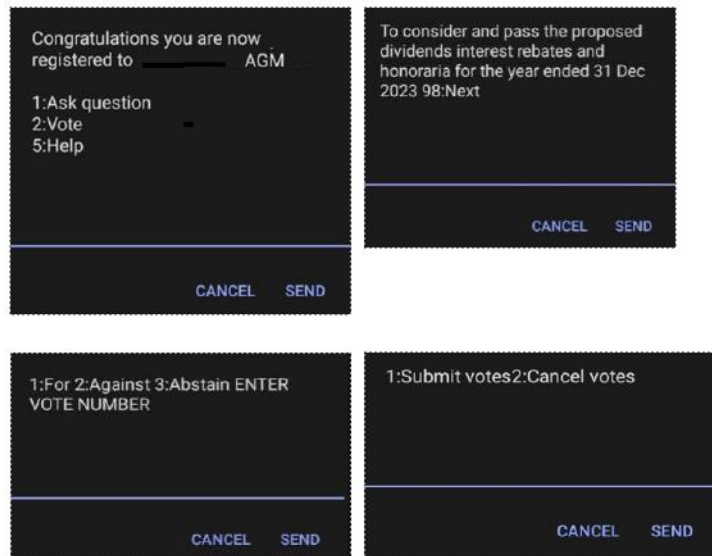 Congratulations you are now
registered to AGM
1:Ask question
2:Vote
5:Help
CANCEL SEND
To consider and pass the proposed
dividends interest rebates and
honoraria for the year ended 31 Dec
2023 98:Next
CANCEL SEND
1:For 2:Against 3:Abstain ENTER
VOTE NUMBER
CANCEL SEND
1:Submit votes2:Cancel votes
CANCEL SEND